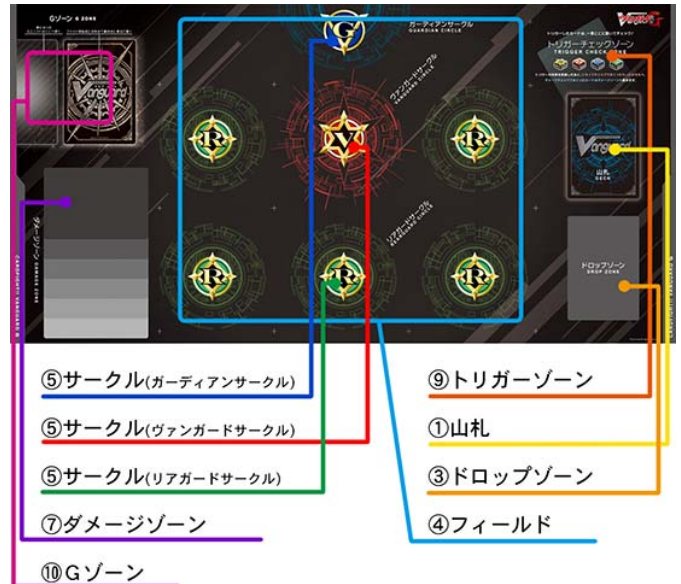 Gゾーン G ZONE
ガーディアンサークル
GUARDIAN CIRCLE
G
Vanguard G
トリガーチェックゾーン
TRIGGER CHECK ZONE
ヴァンガードサークル
VANGUARD CIRCLE
Vanguard
R
V
R
Vanguard
山札
DECK
リアガードサークル
REARGUARD CIRCLE
ダメージゾーン DAMAGE ZONE
R
R
R
ドロップゾーン
DROP ZONE
CARDFIGHT!! VANGUARD G
⑤サークル(ガーディアンサークル)
⑨トリガーゾーン
⑤サークル(ヴァンガードサークル)
①山札
⑤サークル(リアガードサークル)
③ドロップゾーン
⑦ダメージゾーン
④フィールド
⑩Gゾーン